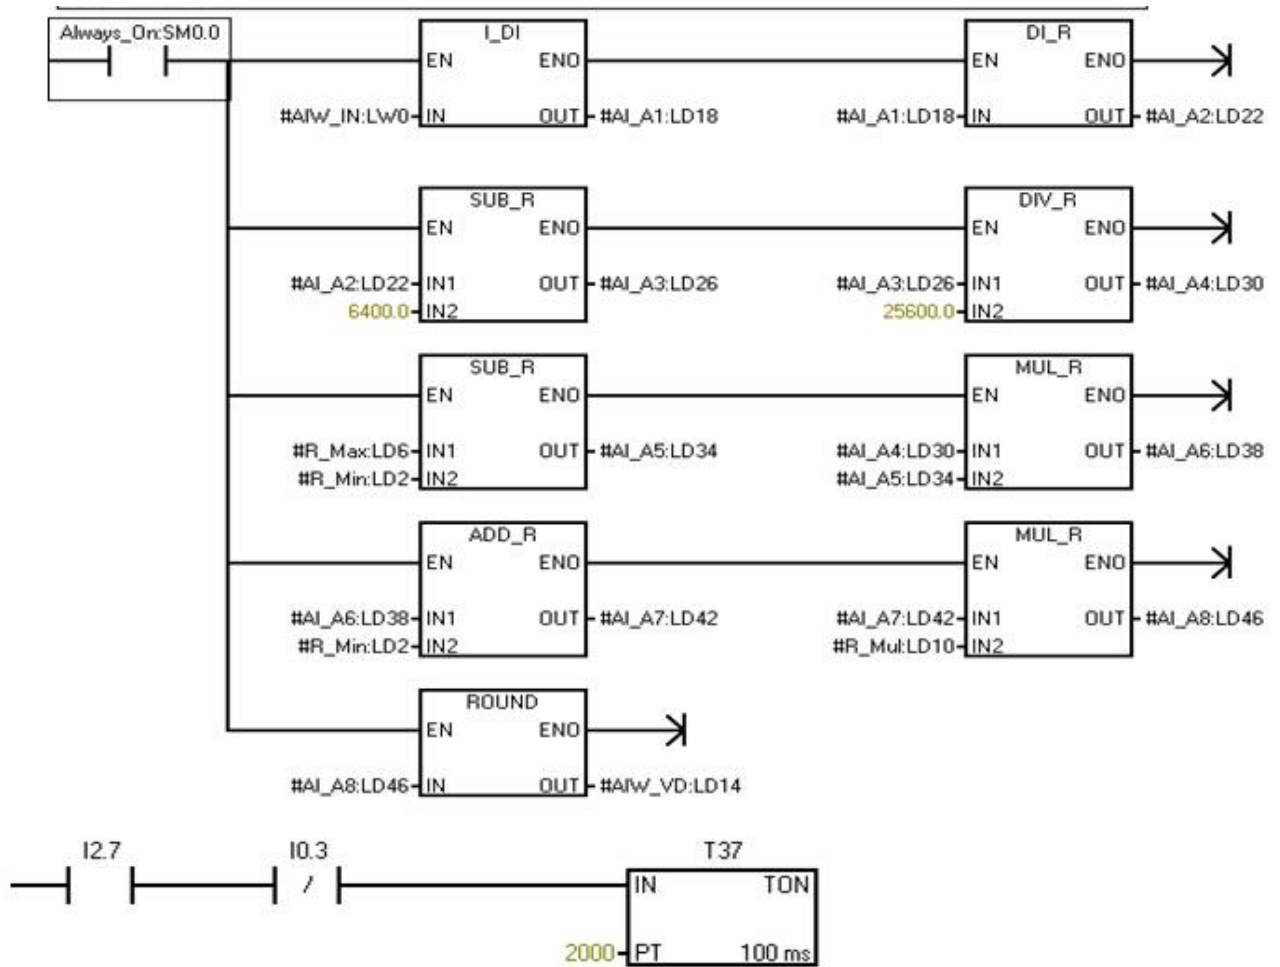 Always_On:SM0.0
I_DI
DI_R
EN ENO
EN ENO
#AIW_IN:LW0 IN OUT #AI_A1:LD18
#AI_A1:LD18 IN OUT #AI_A2:LD22
SUB_R
DIV_R
EN ENO
EN ENO
#AI_A2:LD22 IN1 OUT #AI_A3:LD26
#AI_A3:LD26 IN1 OUT #AI_A4:LD30
6400.0 IN2
25600.0 IN2
SUB_R
MUL_R
EN ENO
EN ENO
#R_Max:LD6 IN1 OUT #AI_A5:LD34
#AI_A4:LD30 IN1 OUT #AI_A6:LD38
#R_Min:LD2 IN2
#AI_A5:LD34 IN2
ADD_R
MUL_R
EN ENO
EN ENO
#AI_A6:LD38 IN1 OUT #AI_A7:LD42
#AI_A7:LD42 IN1 OUT #AI_A8:LD46
#R_Min:LD2 IN2
#R_Mul:LD10 IN2
ROUND
EN ENO
#AI_A8:LD46 IN OUT #AIW_VD:LD14
I2.7 I0.3 T37
/ IN TON
2000 PT 100 ms